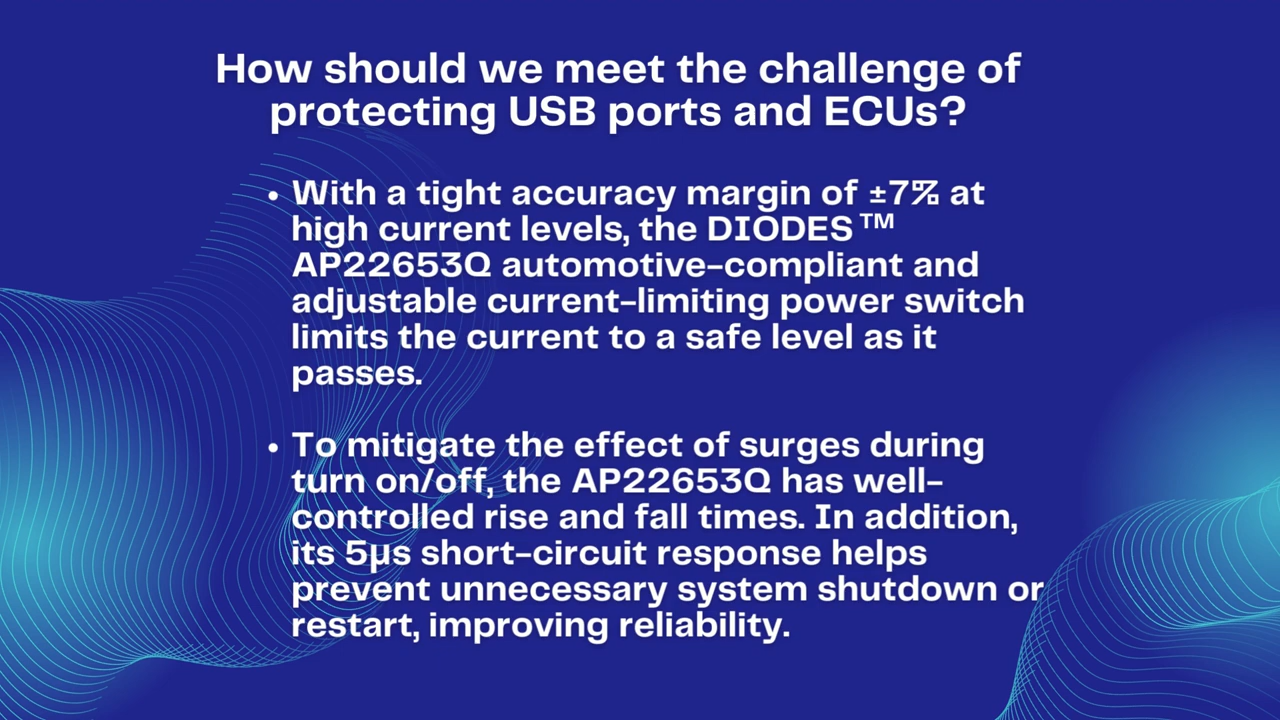 How should we meet the challenge of
protecting USB ports and ECUs?
• With a tight accuracy margin of ±7% at
high current levels, the DIODES™
AP22653Q automotive-compliant and
adjustable current-limiting power switch
limits the current to a safe level as it
passes.
• To mitigate the effect of surges during
turn on/off, the AP22653Q has well-
controlled rise and fall times. In addition,
its 5µs short-circuit response helps
prevent unnecessary system shutdown or
restart, improving reliability.